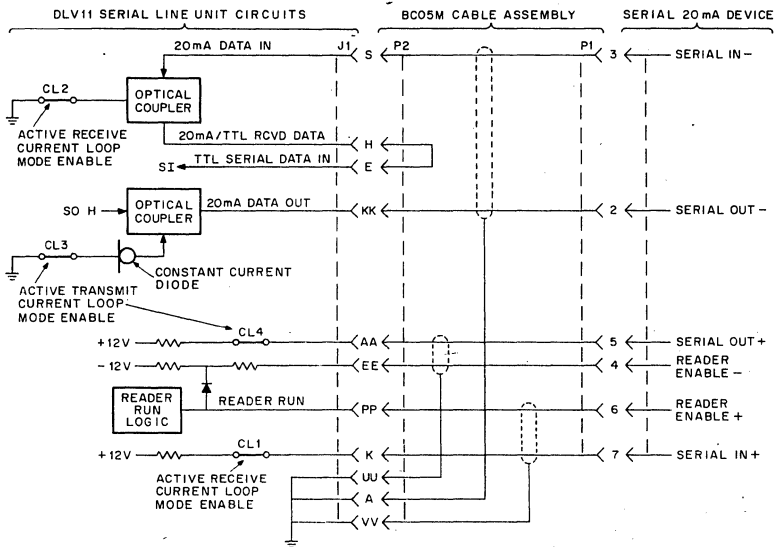 DLV11 SERIAL LINE UNIT CIRCUITS
BC05M CABLE ASSEMBLY
SERIAL 20mA DEVICE
20mA DATA IN
J1
S
P2
P1
3
SERIAL IN-
CL2
OPTICAL
COUPLER
ACTIVE RECEIVE
CURRENT LOOP
MODE ENABLE
20mA/TTL RCVD DATA
H
SI
TTL SERIAL DATA IN
E
SO H
OPTICAL
COUPLER
20mA DATA OUT
KK
2
SERIAL OUT-
CL3
CONSTANT CURRENT
DIODE
ACTIVE TRANSMIT
CURRENT LOOP
MODE ENABLE
CL4
+12V
AA
5
SERIAL OUT+
-12V
EE
4
READER
ENABLE-
READER
RUN
LOGIC
READER RUN
PP
6
READER
ENABLE+
+12V
CL1
K
7
SERIAL IN+
ACTIVE RECEIVE
CURRENT LOOP
MODE ENABLE
UU
A
VV